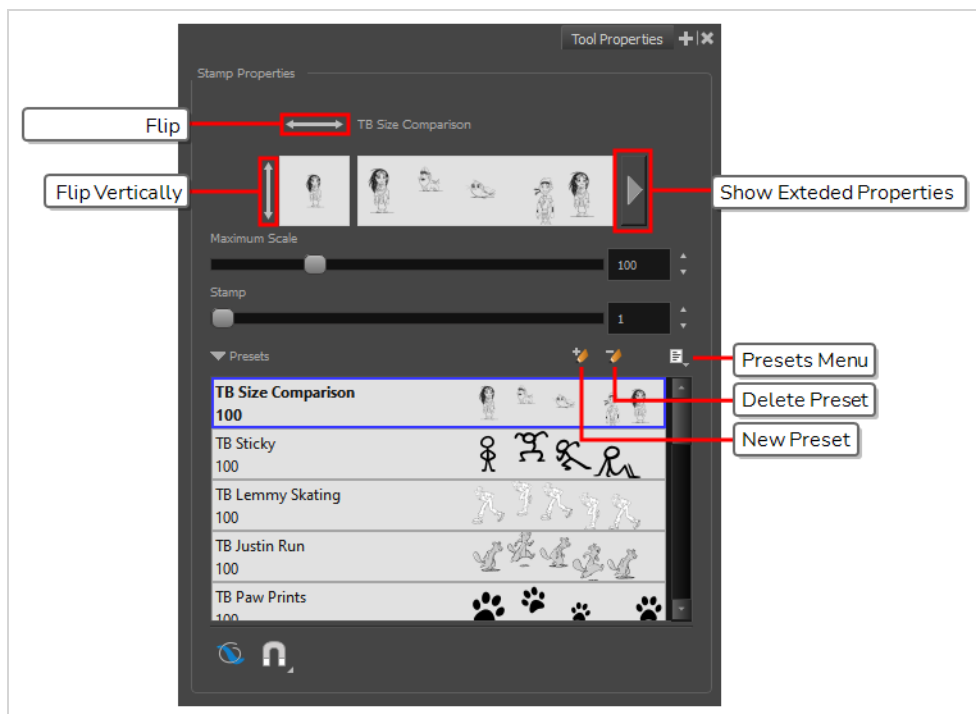 Tool Properties
Stamp Properties
Flip
TB Size Comparison
Flip Vertically
Show Exteded Properties
Maximum Scale
100
Stamp
1
Presets
Presets Menu
TB Size Comparison
100
Delete Preset
New Preset
TB Sticky
100
TB Lemmy Skating
100
TB Justin Run
100
TB Paw Prints
100